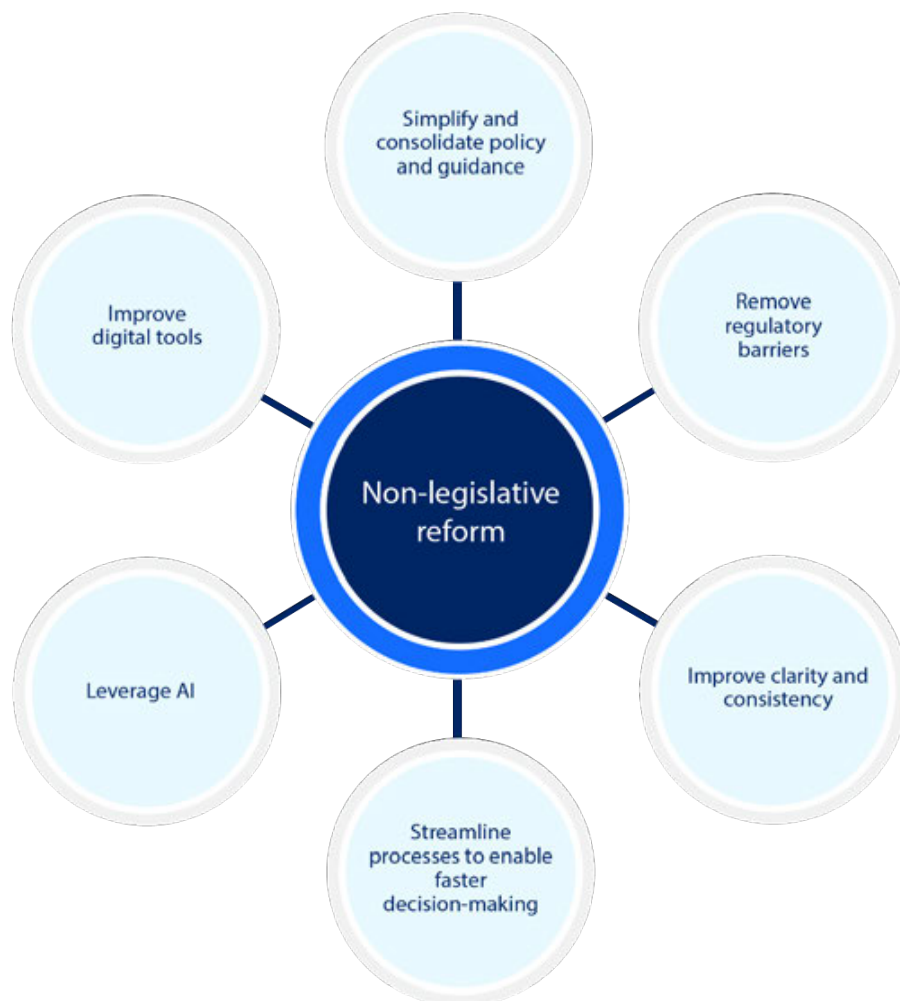 Simplify and
consolidate policy
and guidance
Remove
regulatory
barriers
Improve clarity and
consistency
Streamline
processes to enable
faster
decision-making
Leverage AI
Improve
digital tools
Non-legislative
reform